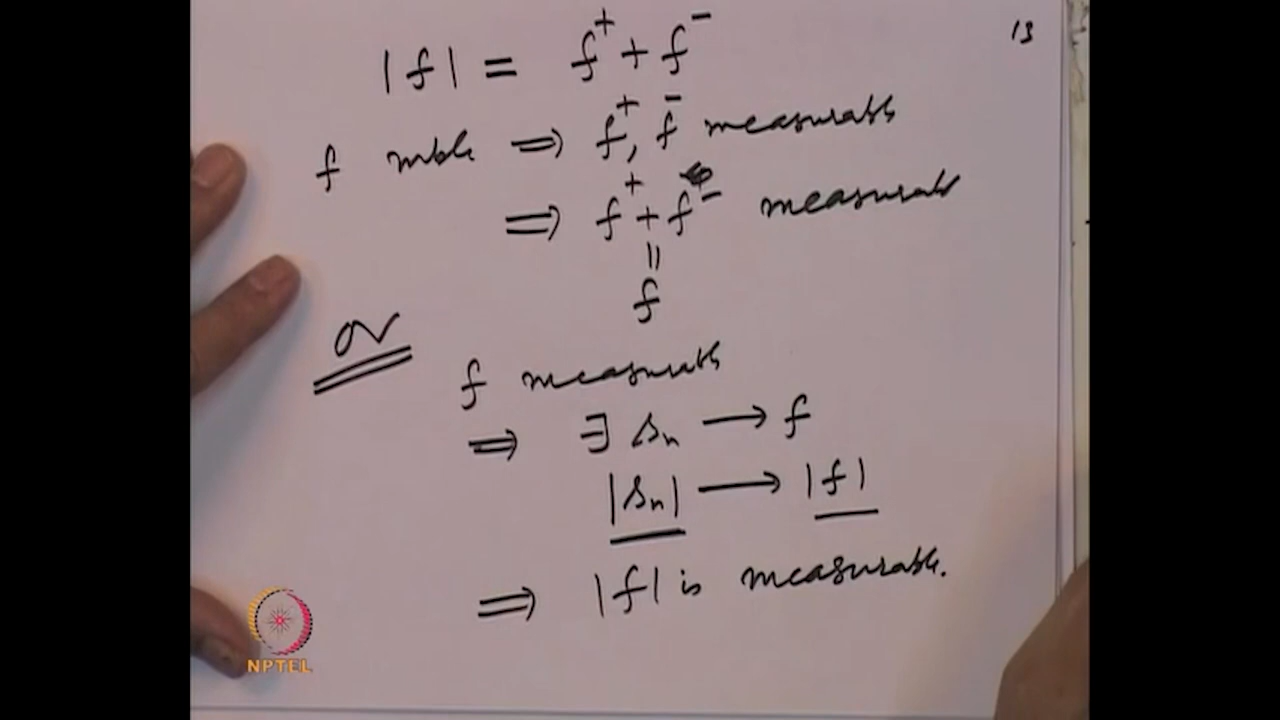 13
|f| = f⁺ + f⁻
f mble ⟹ f⁺, f⁻ measurable
⟹ f⁺ + f⁻ measurable
||
f
or
f measurable
⟹ ∃ sₙ ⟶ f
|sₙ| ⟶ |f|
⟹ |f| is measurable.
NPTEL